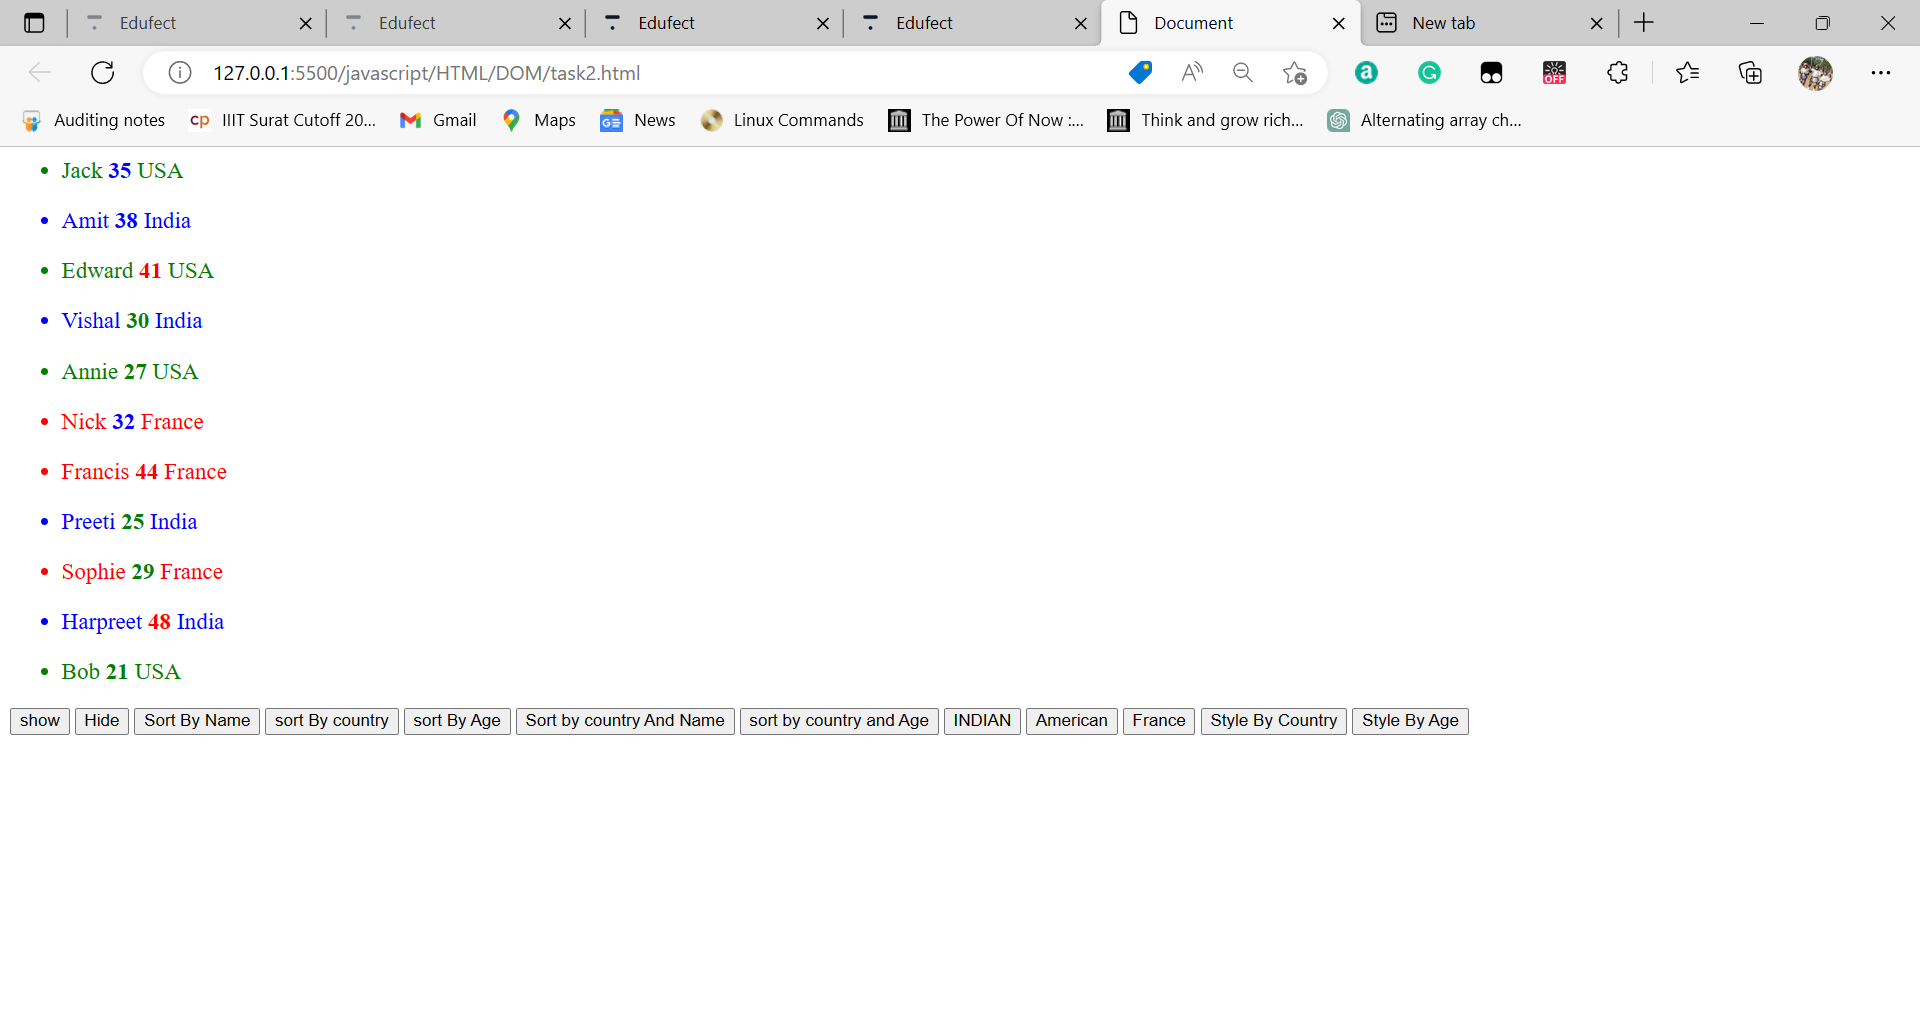 Edufect Edufect Edufect Edufect Document New tab
127.0.0.1:5500/javascript/HTML/DOM/task2.html
Auditing notes IIIT Surat Cutoff 20... Gmail Maps News Linux Commands The Power Of Now :... Think and grow rich... Alternating array ch...
Jack 35 USA
Amit 38 India
Edward 41 USA
Vishal 30 India
Annie 27 USA
Nick 32 France
Francis 44 France
Preeti 25 India
Sophie 29 France
Harpreet 48 India
Bob 21 USA
show Hide Sort By Name sort By country sort By Age Sort by country And Name sort by country and Age INDIAN American France Style By Country Style By Age